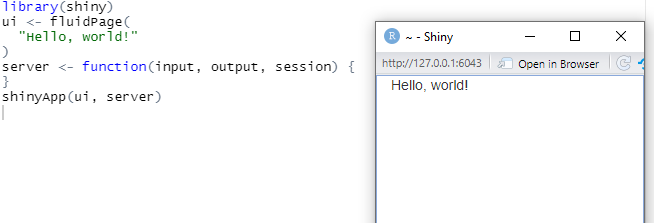 library(shiny)
ui <- fluidPage(
  "Hello, world!"
)
server <- function(input, output, session) {
}
shinyApp(ui, server)
R ~ - Shiny
http://127.0.0.1:6043 Open in Browser
Hello, world!